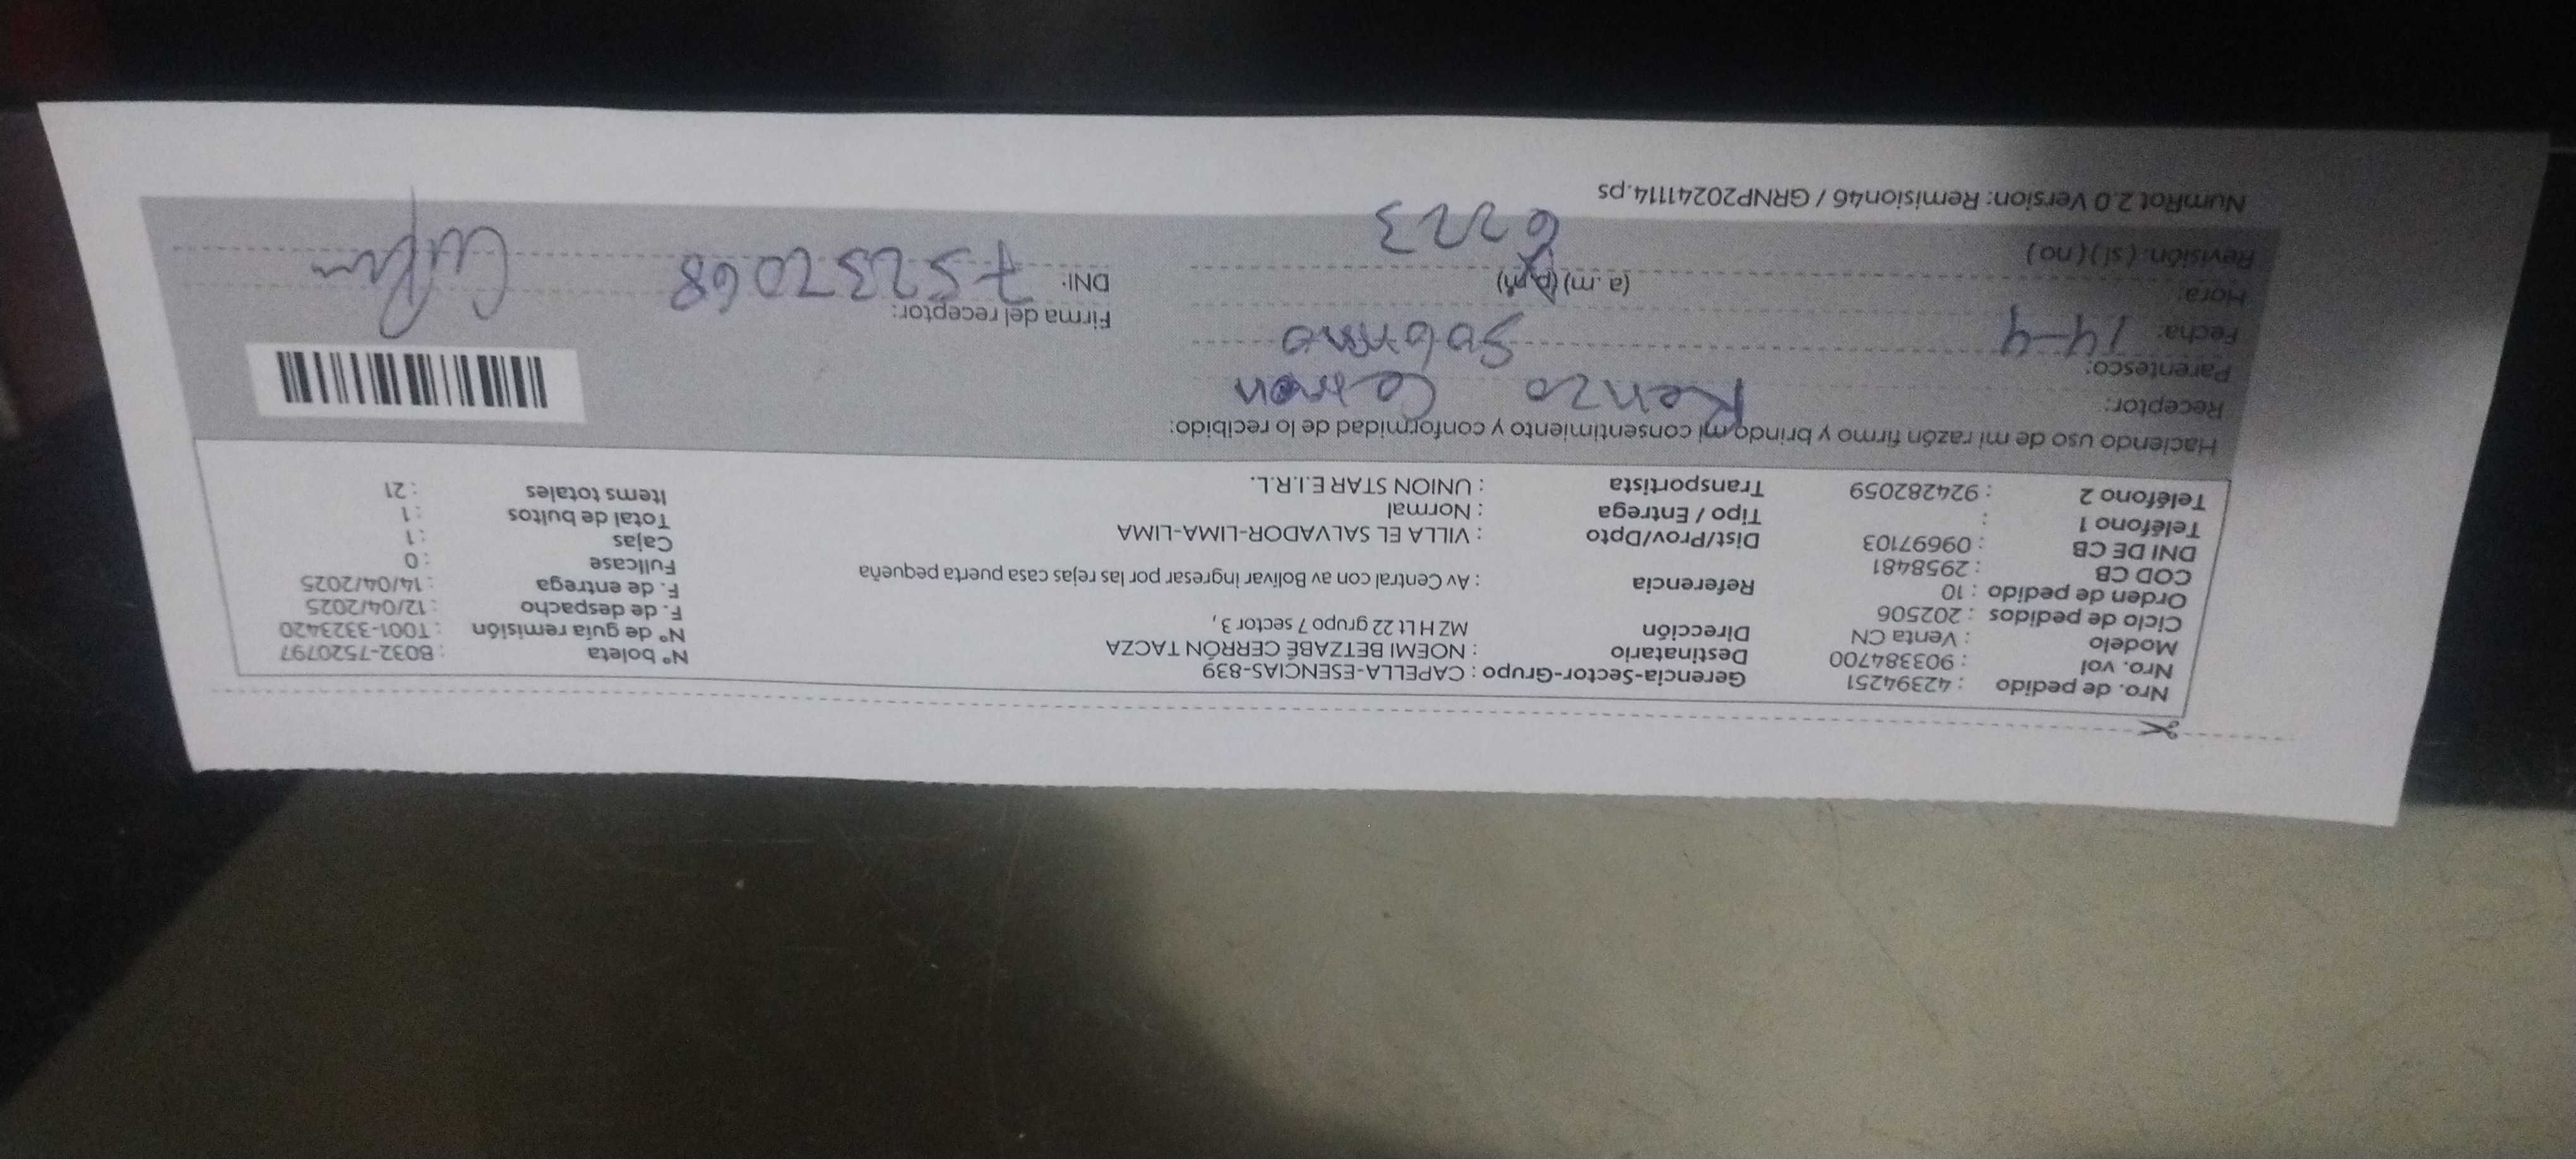 Nro. de pedido : 42394251 Gerencia-Sector-Grupo : CAPELLA-ESENCIAS-839 N° boleta : B032-7520797
Nro. vol : 903384700 Destinatario : NOEMI BETZABÉ CERRÓN TACZA N° de guía remisión : T001-3323420
Modelo : Venta CN Dirección MZ H Lt 22 grupo 7 sector 3, F. de despacho : 12/04/2025
Ciclo de pedidos : 202506 F. de entrega : 14/04/2025
Orden de pedido : 10 Referencia : Av Central con av Bolívar ingresar por las rejas casa puerta pequeña Fullcase : 0
COD CB : 2958481 Cajas : 1
DNI DE CB : 09697103 Dist/Prov/Dpto : VILLA EL SALVADOR-LIMA-LIMA Total de bultos : 1
Teléfono 1 : Tipo / Entrega : Normal Items totales : 21
Teléfono 2 : 924282059 Transportista : UNION STAR E.I.R.L.
Haciendo uso de mi razón firmo y brindo mi consentimiento y conformidad de lo recibido:
Receptor: Renzo Cerron
Parentesco: Sobrino
Fecha: 14-4 Firma del receptor:
Hora: (a. m) (p.m) DNI: 75237068
Revisión: (sí) (no) 6223
NumRot 2.0 Version: Remision46 / GRNP20241114.ps